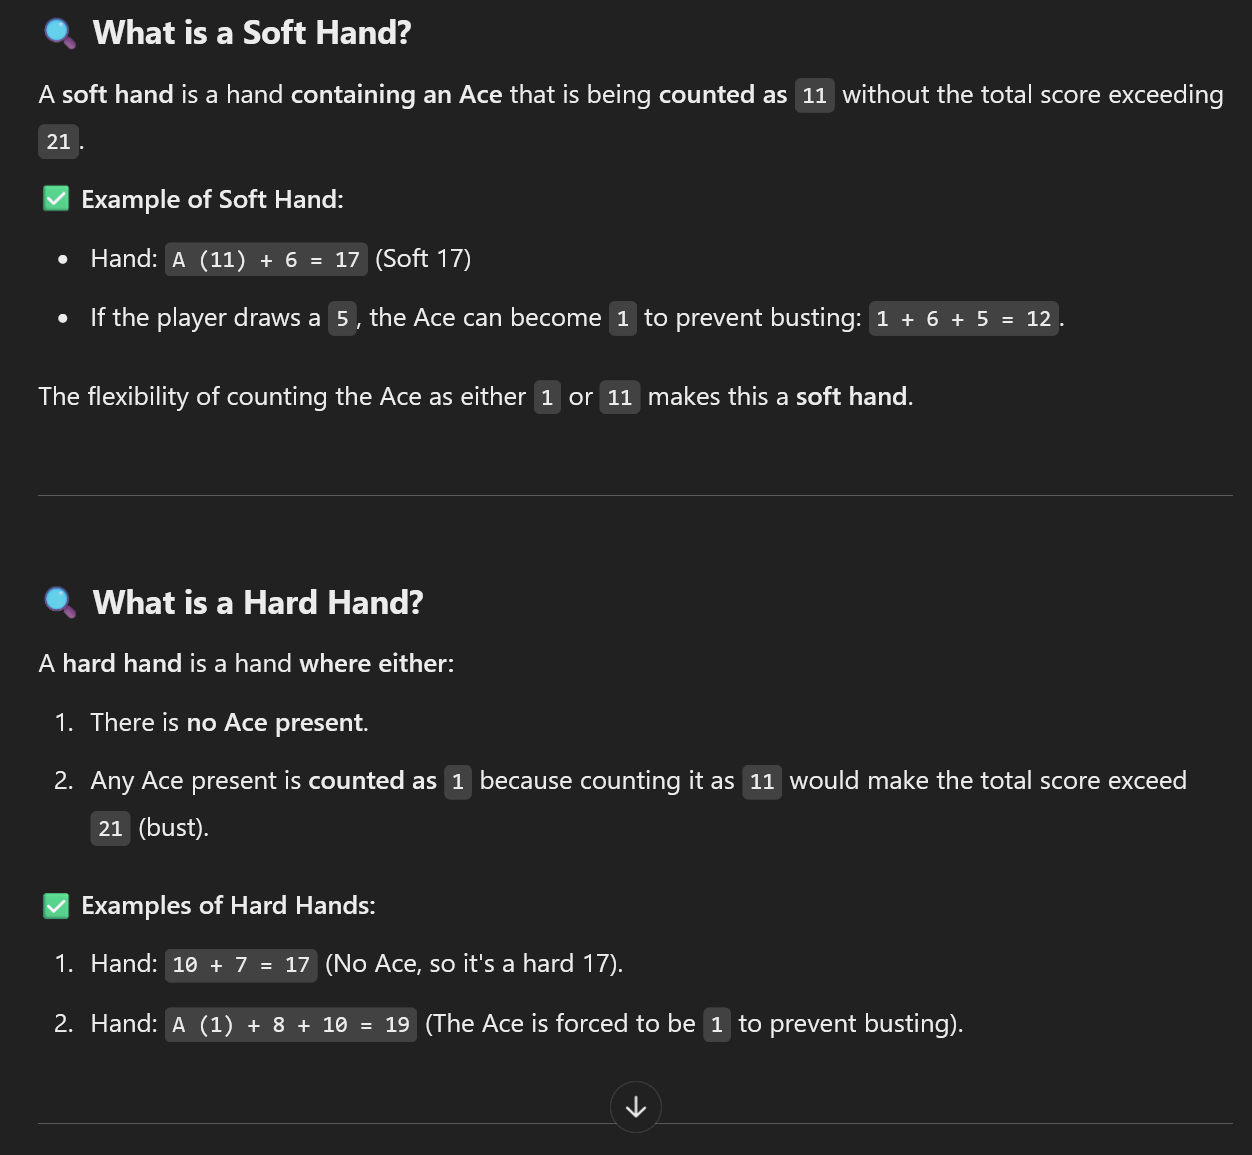 What is a Soft Hand?
A soft hand is a hand containing an Ace that is being counted as 11 without the total score exceeding
21.
Example of Soft Hand:
• Hand: A (11) + 6 = 17 (Soft 17)
• If the player draws a 5, the Ace can become 1 to prevent busting: 1 + 6 + 5 = 12.
The flexibility of counting the Ace as either 1 or 11 makes this a soft hand.
What is a Hard Hand?
A hard hand is a hand where either:
1. There is no Ace present.
2. Any Ace present is counted as 1 because counting it as 11 would make the total score exceed
21 (bust).
Examples of Hard Hands:
1. Hand: 10 + 7 = 17 (No Ace, so it's a hard 17).
2. Hand: A (1) + 8 + 10 = 19 (The Ace is forced to be 1 to prevent busting).